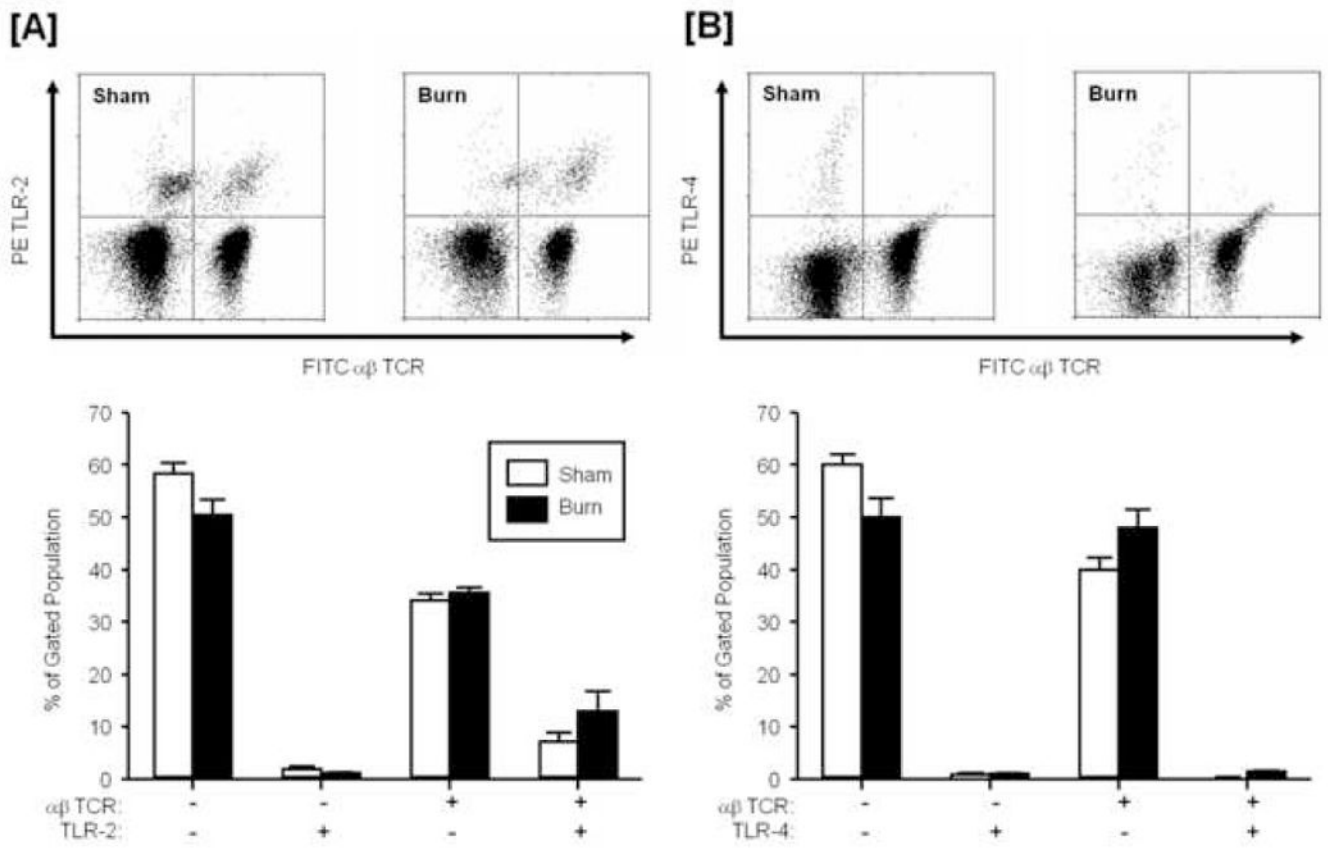 [A]
[B]
Sham
Burn
Sham
Burn
PE TLR-2
PE TLR-4
FITC αβ TCR
FITC αβ TCR
70
60
50
40
30
20
10
0
% of Gated Population
Sham
Burn
αβ TCR: - - + +
TLR-2: - + - +
70
60
50
40
30
20
10
0
% of Gated Population
αβ TCR: - - + +
TLR-4: - + - +